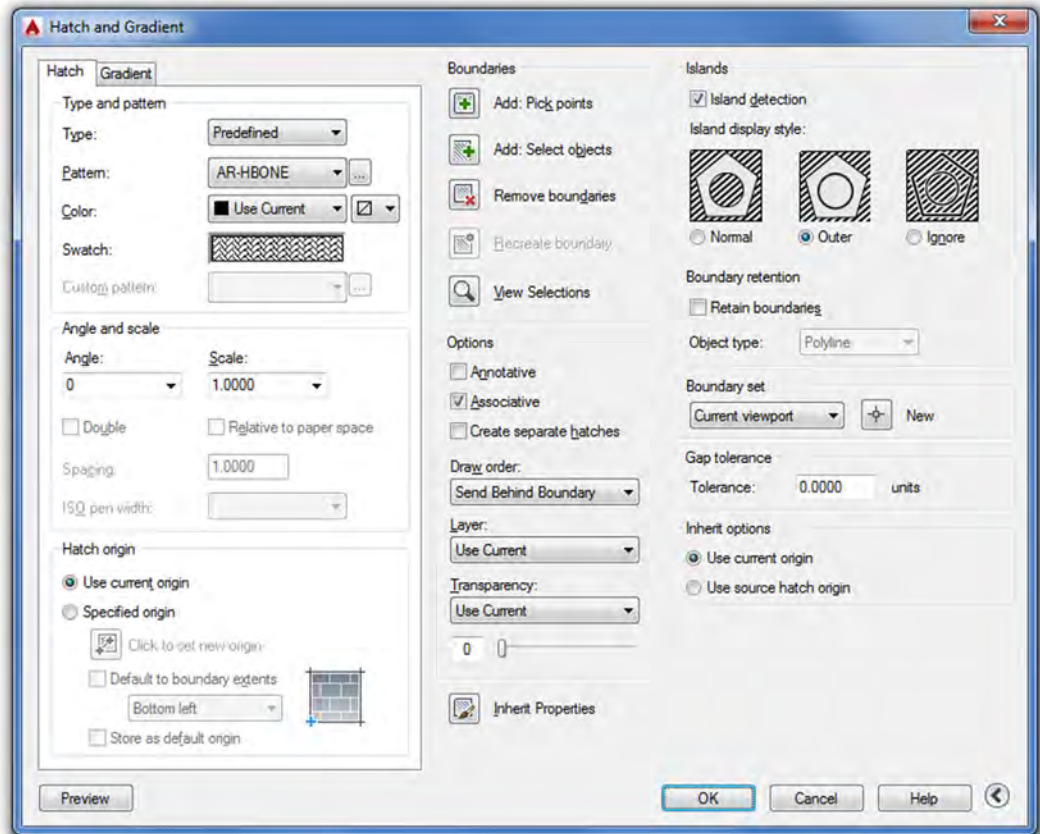 Hatch and Gradient
Hatch
Gradient
Type and pattern
Type:
Predefined
Pattern:
AR-HBONE
...
Color:
Use Current
Swatch:
Custom pattern:
...
Angle and scale
Angle:
Scale:
0
1.0000
Double
Relative to paper space
Spacing:
1.0000
ISO pen width:
Hatch origin
Use current origin
Specified origin
Click to set new origin
Default to boundary extents
Bottom left
Store as default origin
Preview
Boundaries
Add: Pick points
Add: Select objects
Remove boundaries
Recreate boundary
View Selections
Options
Annotative
Associative
Create separate hatches
Draw order:
Send Behind Boundary
Layer:
Use Current
Transparency:
Use Current
0
Inherit Properties
Islands
Island detection
Island display style:
Normal
Outer
Ignore
Boundary retention
Retain boundaries
Object type:
Polyline
Boundary set
Current viewport
New
Gap tolerance
Tolerance:
0.0000
units
Inherit options
Use current origin
Use source hatch origin
OK
Cancel
Help